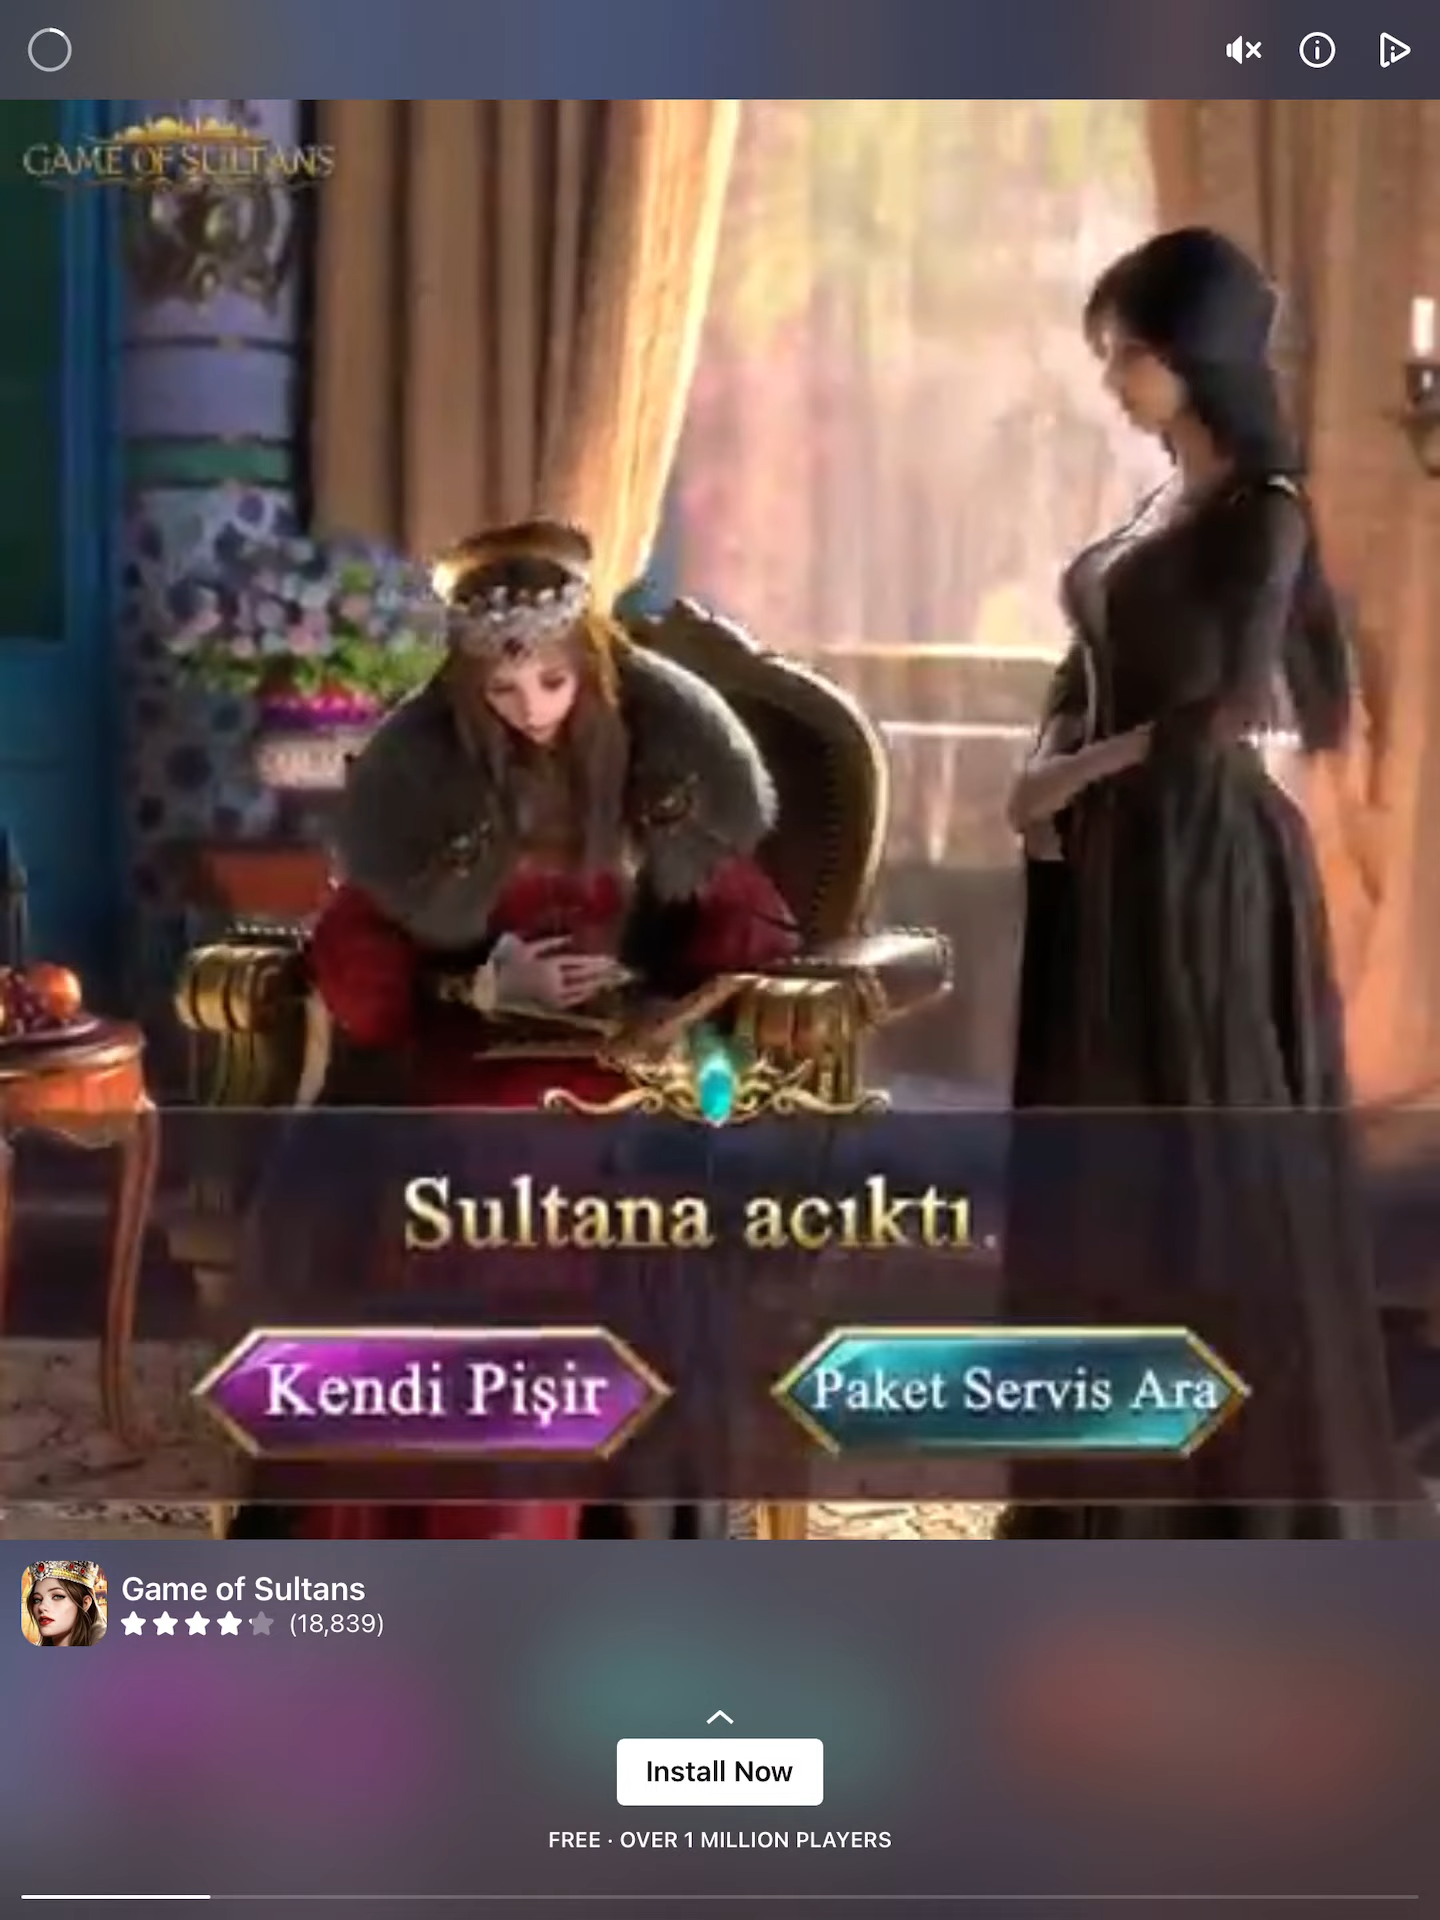 GAME OF SULTANS
Sultana acıktı.
Kendi Pişir
Paket Servis Ara
Game of Sultans
(18,839)
Install Now
FREE · OVER 1 MILLION PLAYERS